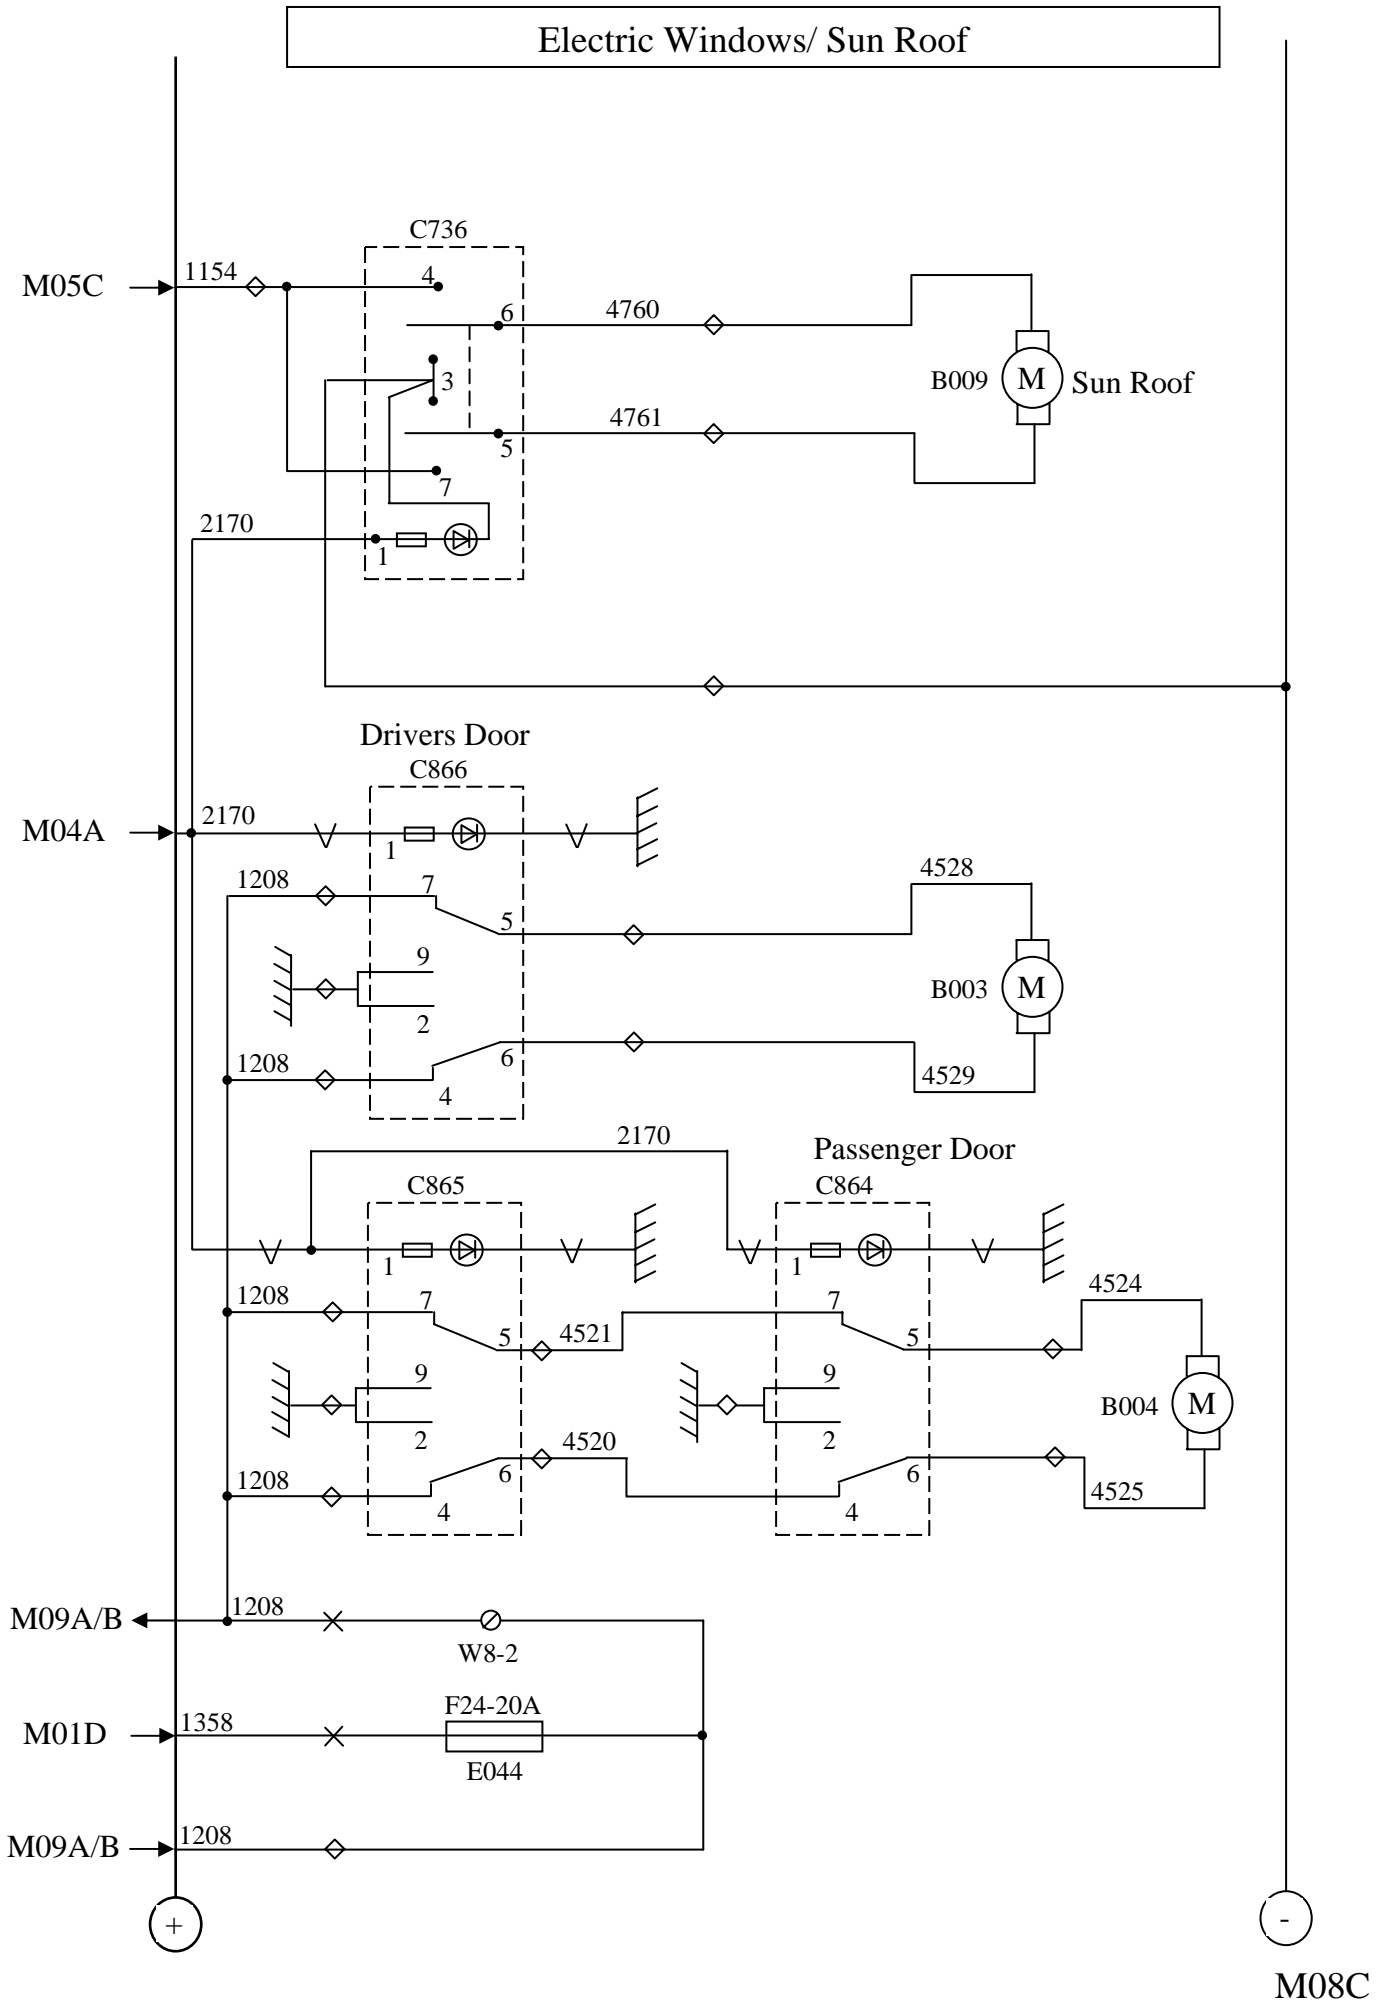 Electric Windows/ Sun Roof
C736
M05C
1154
4
6
4760
3
B009
M
Sun Roof
4761
5
7
2170
1
Drivers Door
C866
M04A
2170
1
1208
7
4528
5
9
B003
M
2
1208
6
4
4529
2170
Passenger Door
C865
C864
1
1
1208
7
7
4524
5
4521
5
9
9
B004
M
2
2
1208
6
4520
6
4
4
4525
M09A/B
1208
W8-2
F24-20A
M01D
1358
E044
M09A/B
1208
+
-
M08C